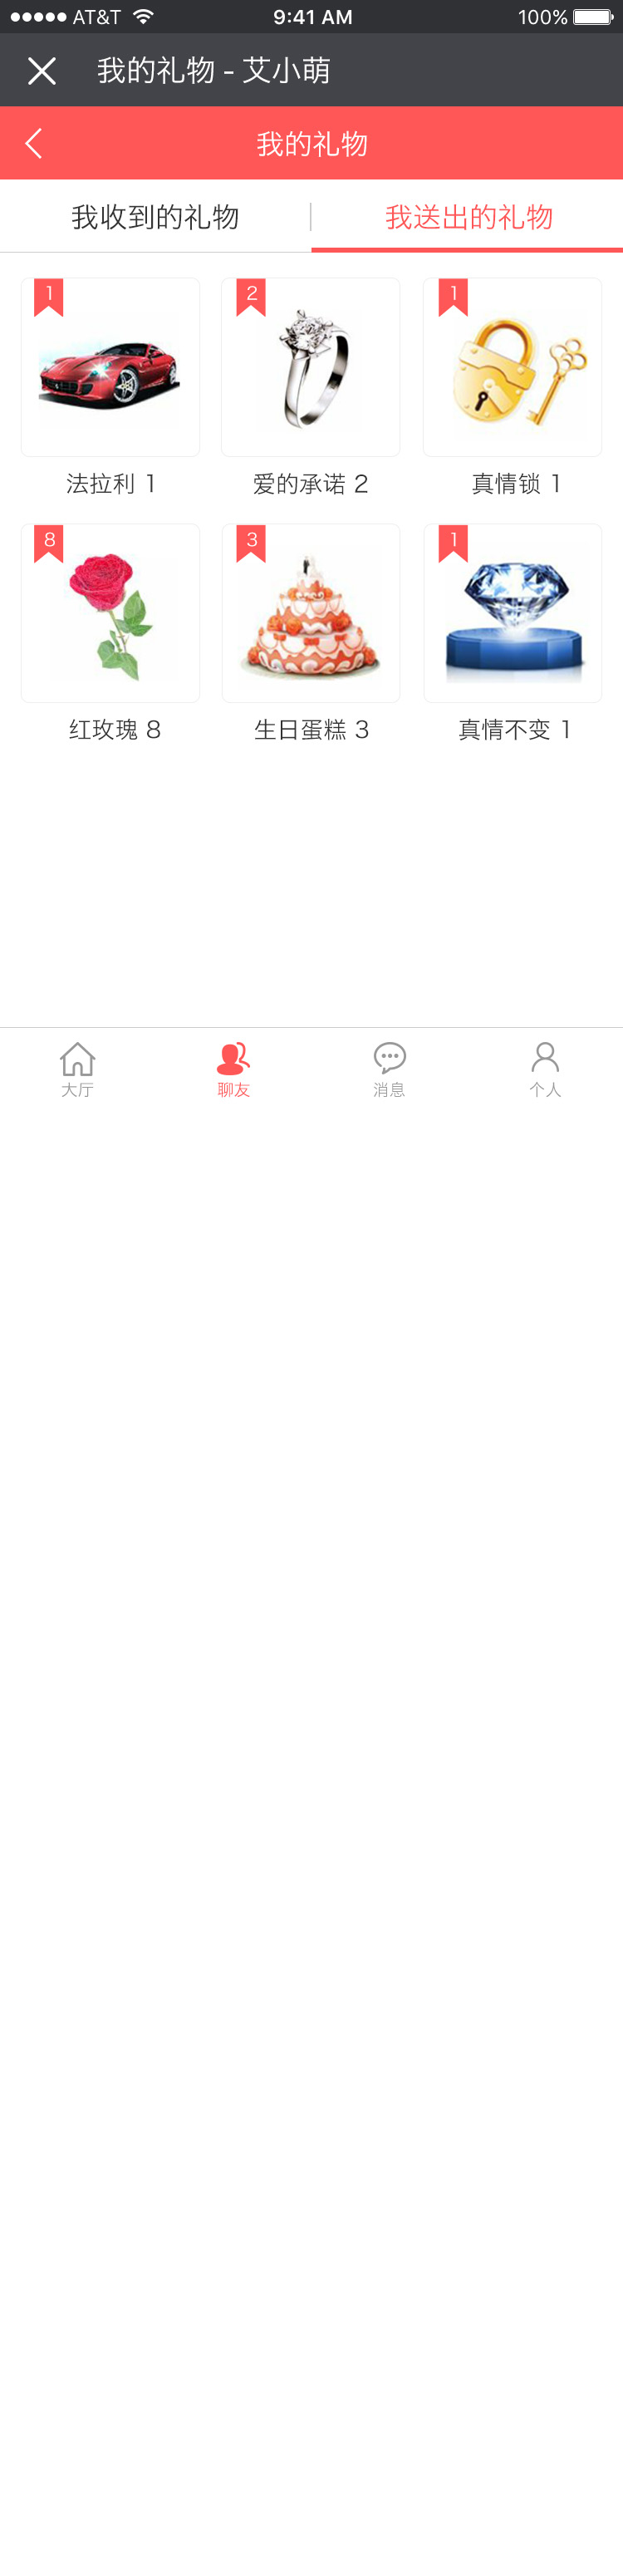 AT&T 9:41 AM 100%
我的礼物 - 艾小萌
我的礼物
我收到的礼物 我送出的礼物
1 2 1
法拉利 1 爱的承诺 2 真情锁 1
8 3 1
红玫瑰 8 生日蛋糕 3 真情不变 1
大厅 聊友 消息 个人